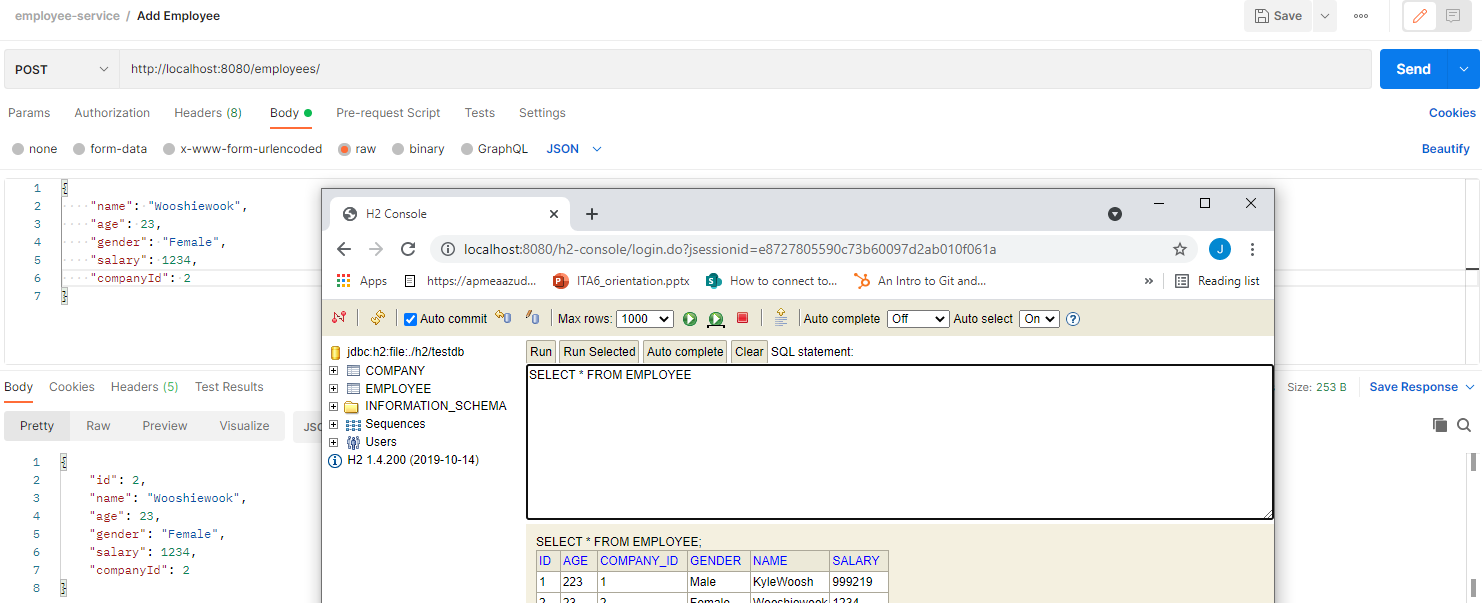 employee-service / Add Employee
Save
POST http://localhost:8080/employees/ Send
Params Authorization Headers (8) Body Pre-request Script Tests Settings Cookies
none form-data x-www-form-urlencoded raw binary GraphQL JSON Beautify
1 {
2 "name": "Wooshiewook",
3 "age": 23,
4 "gender": "Female",
5 "salary": 1234,
6 "companyId": 2
7 }
H2 Console
localhost:8080/h2-console/login.do?jsessionid=e8727805590c73b60097d2ab010f061a J
Apps https://apmeaazud... ITA6_orientation.pptx How to connect to... An Intro to Git and... » Reading list
Auto commit Max rows: 1000 Auto complete Off Auto select On ?
jdbc:h2:file:./h2/testdb
COMPANY
EMPLOYEE
INFORMATION_SCHEMA
Sequences
Users
H2 1.4.200 (2019-10-14)
Run Run Selected Auto complete Clear SQL statement:
SELECT * FROM EMPLOYEE
SELECT * FROM EMPLOYEE;
ID AGE COMPANY_ID GENDER NAME SALARY
1 223 1 Male KyleWoosh 999219
2 23 2 Female Wooshiewook 1234
Body Cookies Headers (5) Test Results Size: 253 B Save Response
Pretty Raw Preview Visualize JSO
1 {
2 "id": 2,
3 "name": "Wooshiewook",
4 "age": 23,
5 "gender": "Female",
6 "salary": 1234,
7 "companyId": 2
8 }